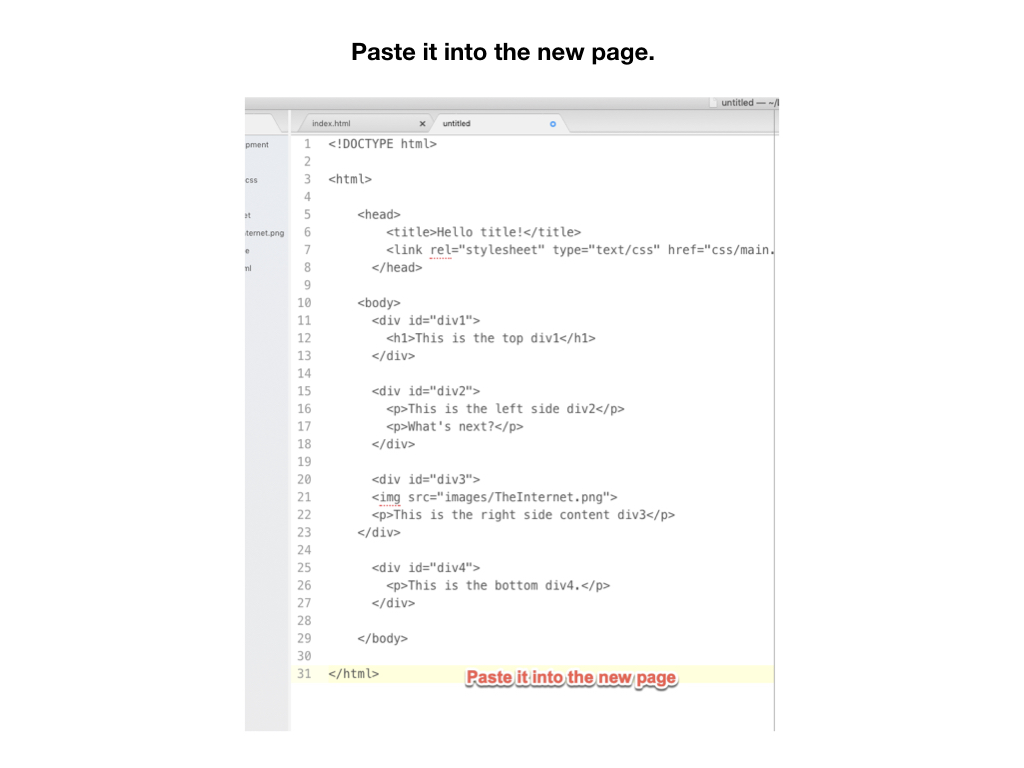 Paste it into the new page.
untitled — ~/
index.html
untitled
pment
css
et
ternet.png
e
ml
1 <!DOCTYPE html>
2
3 <html>
4
5 <head>
6 <title>Hello title!</title>
7 <link rel="stylesheet" type="text/css" href="css/main.
8 </head>
9
10 <body>
11 <div id="div1">
12 <h1>This is the top div1</h1>
13 </div>
14
15 <div id="div2">
16 <p>This is the left side div2</p>
17 <p>What's next?</p>
18 </div>
19
20 <div id="div3">
21 <img src="images/TheInternet.png">
22 <p>This is the right side content div3</p>
23 </div>
24
25 <div id="div4">
26 <p>This is the bottom div4.</p>
27 </div>
28
29 </body>
30
31 </html>
Paste it into the new page